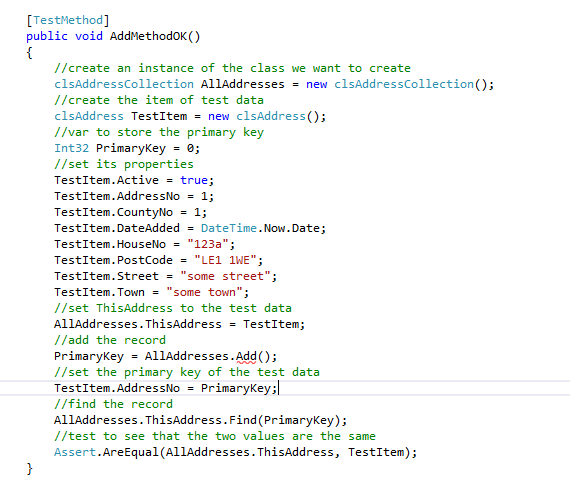 [TestMethod]
public void AddMethodOK()
{
    //create an instance of the class we want to create
    clsAddressCollection AllAddresses = new clsAddressCollection();
    //create the item of test data
    clsAddress TestItem = new clsAddress();
    //var to store the primary key
    Int32 PrimaryKey = 0;
    //set its properties
    TestItem.Active = true;
    TestItem.AddressNo = 1;
    TestItem.CountyNo = 1;
    TestItem.DateAdded = DateTime.Now.Date;
    TestItem.HouseNo = "123a";
    TestItem.PostCode = "LE1 1WE";
    TestItem.Street = "some street";
    TestItem.Town = "some town";
    //set ThisAddress to the test data
    AllAddresses.ThisAddress = TestItem;
    //add the record
    PrimaryKey = AllAddresses.Add();
    //set the primary key of the test data
    TestItem.AddressNo = PrimaryKey;
    //find the record
    AllAddresses.ThisAddress.Find(PrimaryKey);
    //test to see that the two values are the same
    Assert.AreEqual(AllAddresses.ThisAddress, TestItem);
}